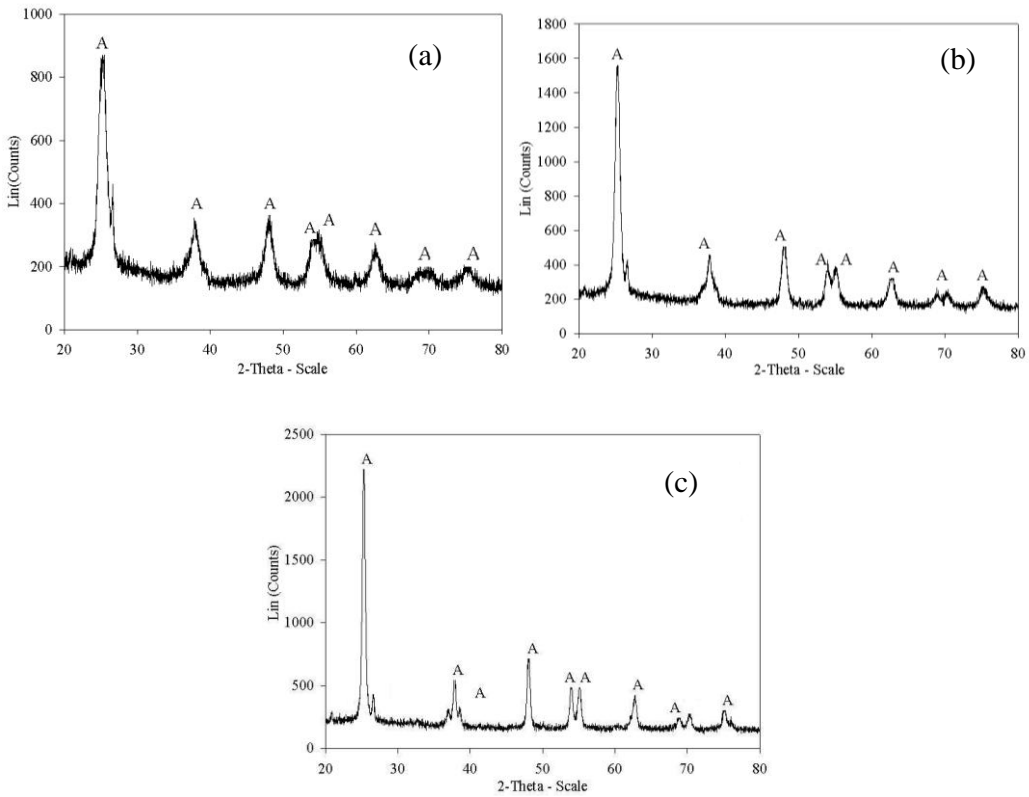 (a)
Lin(Counts)
1000
800
600
400
200
0
A
A
A
A
A
A
A
A
20 30 40 50 60 70 80
2-Theta - Scale
(b)
Lin (Counts)
1800
1600
1400
1200
1000
800
600
400
200
0
A
A
A
A
A
A
A
A
20 30 40 50 60 70 80
2-Theta - Scale
(c)
Lin (Counts)
2500
2000
1500
1000
500
0
A
A
A
A
A
A
A
A
A
20 30 40 50 60 70 80
2-Theta - Scale